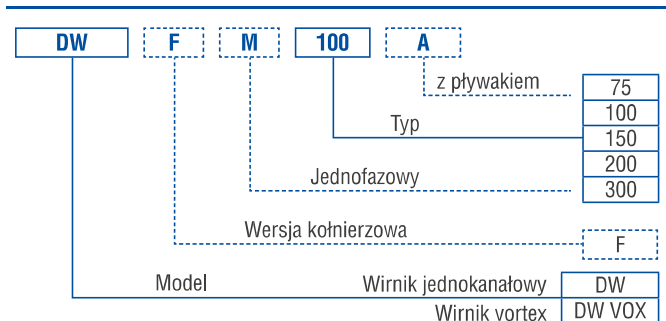 DW F M 100 A
z pływakiem 75
100
Typ 150
200
Jednofazowy 300
Wersja kołnierzowa F
Model Wirnik jednokanałowy DW
Wirnik vortex DW VOX